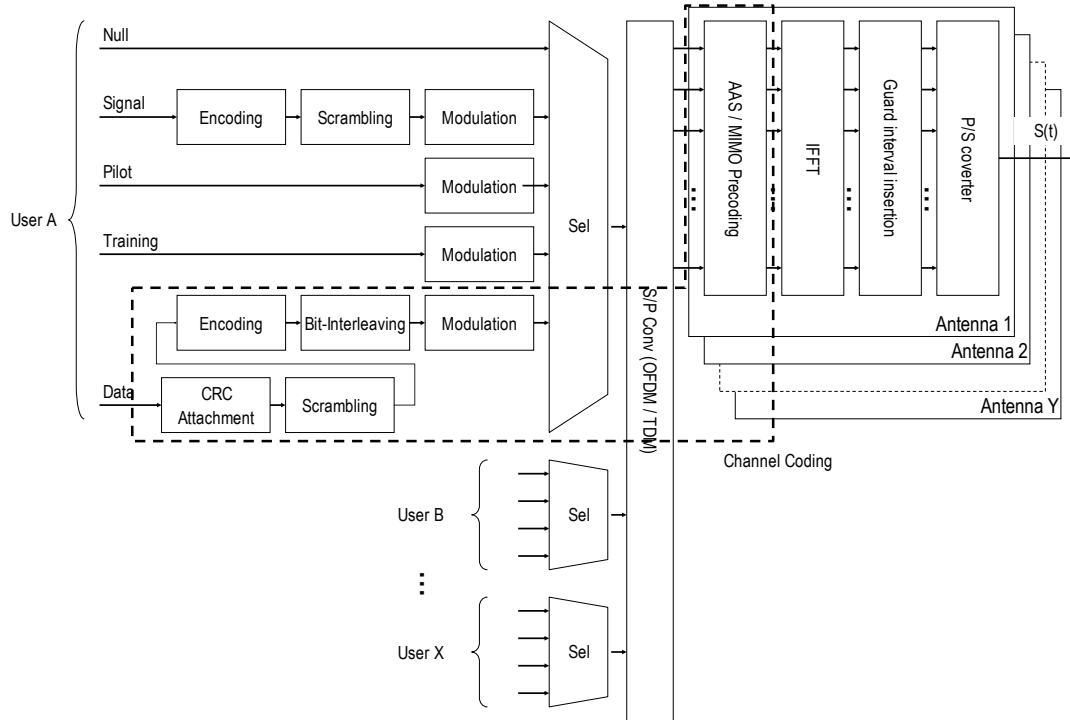 Null
Signal
Encoding
Scrambling
Modulation
Pilot
Modulation
User A
Training
Modulation
Encoding
Bit-Interleaving
Modulation
Data
CRC
Attachment
Scrambling
Sel
S/P Conv (OFDM / TDM)
AAS / MIMO Precoding
IFFT
Guard interval insertion
P/S coverter
S(t)
Antenna 1
Antenna 2
Antenna Y
Channel Coding
User B
Sel
User X
Sel